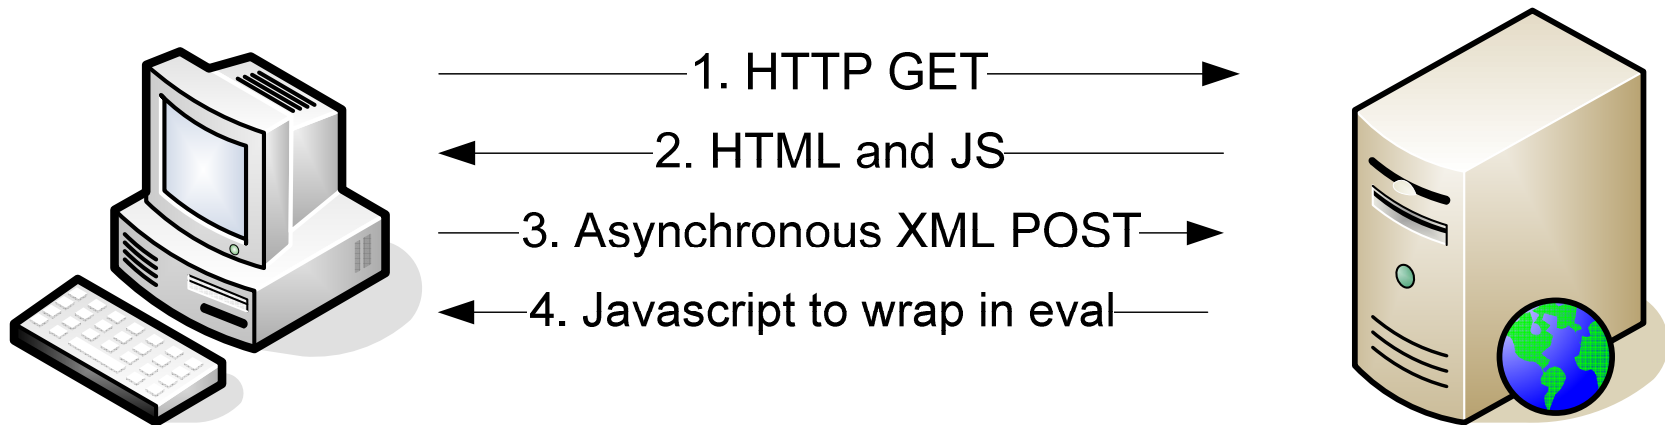 1. HTTP GET
2. HTML and JS
3. Asynchronous XML POST
4. Javascript to wrap in eval